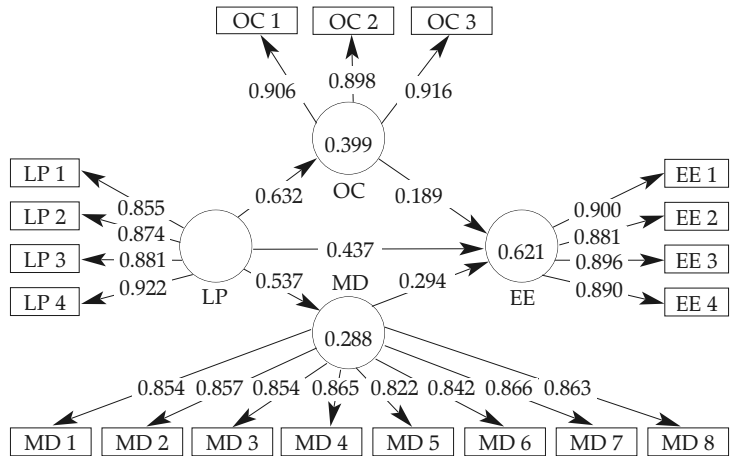 OC 1 OC 2 OC 3
0.906 0.898 0.916
0.399
OC
LP 1
LP 2
LP 3
LP 4
0.855
0.874
0.881
0.922
LP
0.632
0.189
0.437
0.537
MD
0.294
0.621
EE
0.900
0.881
0.896
0.890
EE 1
EE 2
EE 3
EE 4
0.288
0.854 0.857 0.854 0.865 0.822 0.842 0.866 0.863
MD 1 MD 2 MD 3 MD 4 MD 5 MD 6 MD 7 MD 8